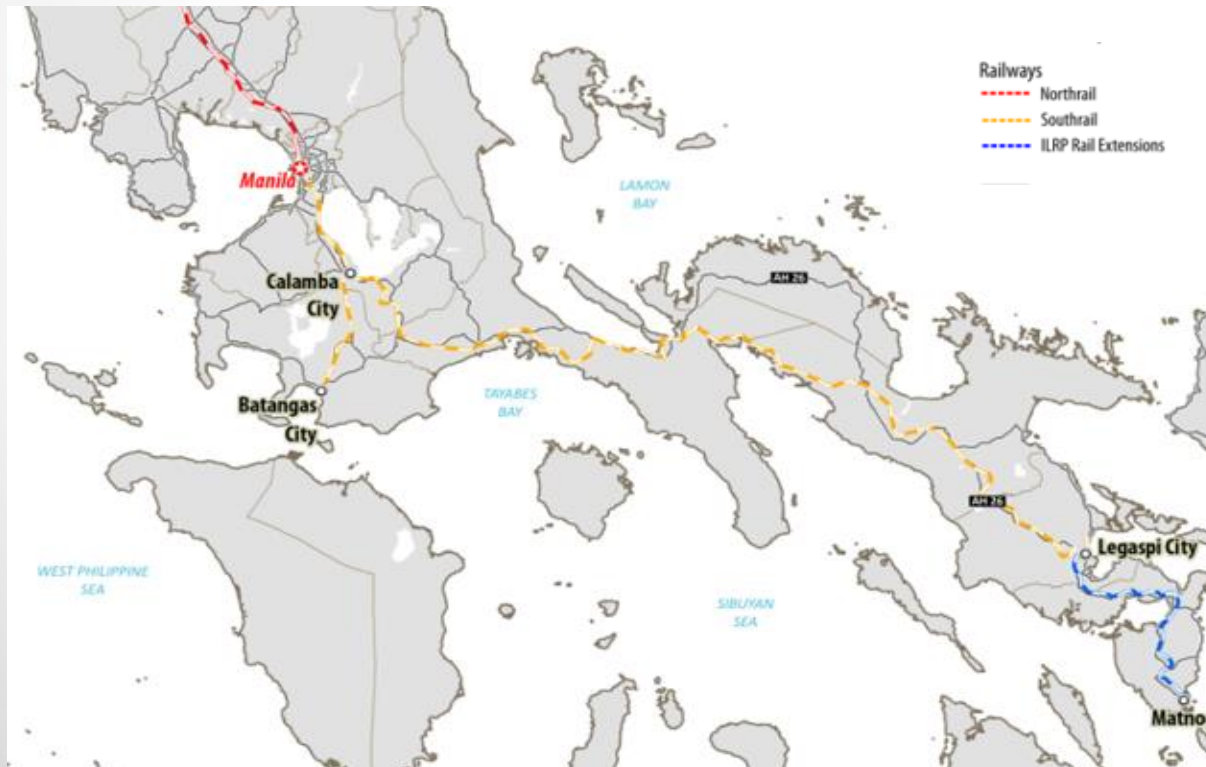 Railways
Northrail
Southrail
ILRP Rail Extensions
Manila
LAMON
BAY
AH 26
Calamba
City
TAYABES
BAY
Batangas
City
AH 26
Legaspi City
WEST PHILIPPINE
SEA
SIBUYAN
SEA
Matno